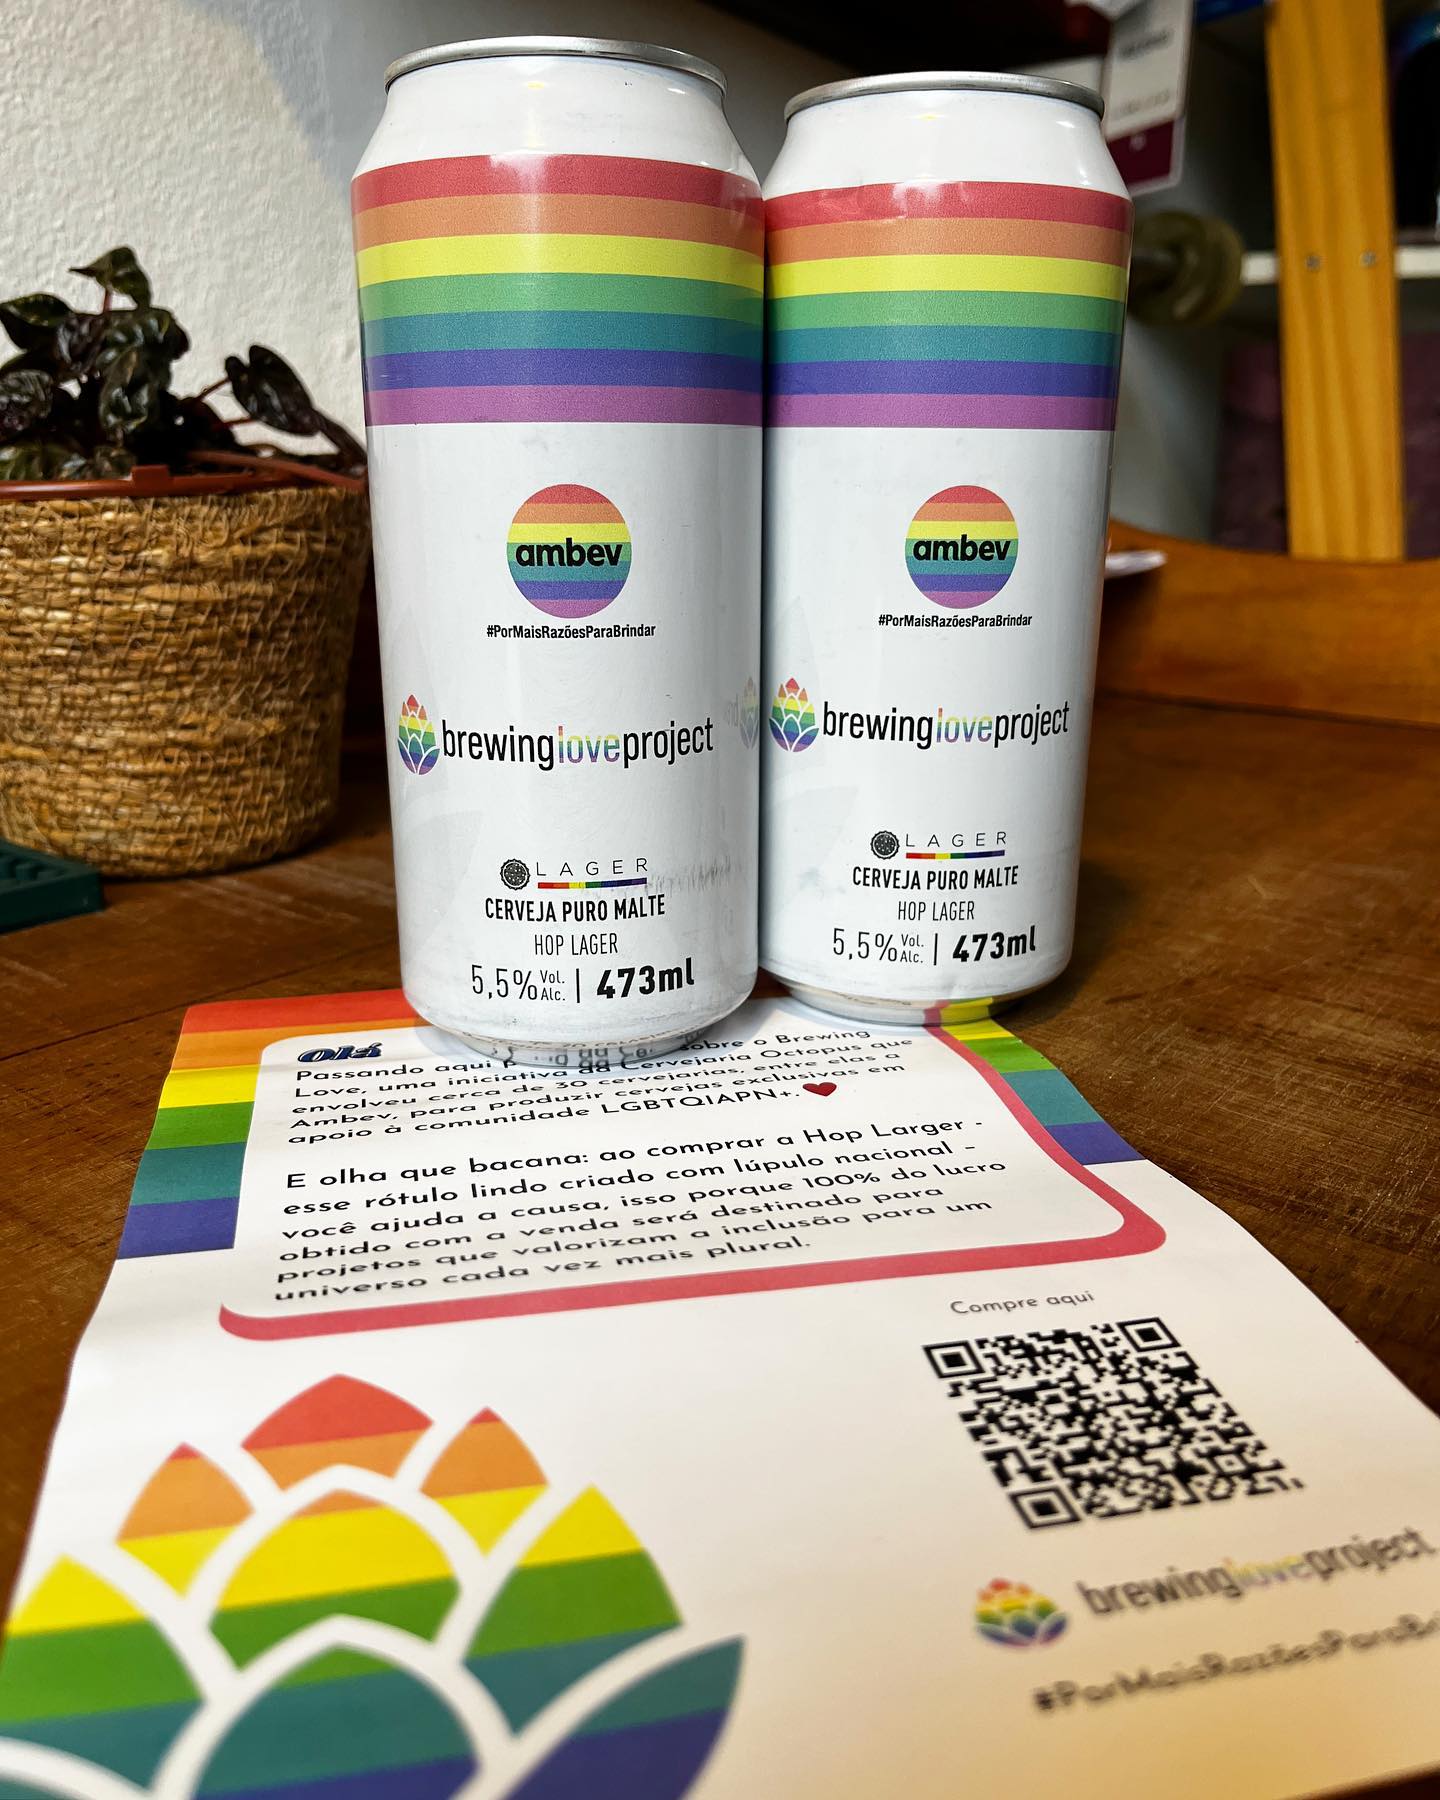 ambev
#PorMaisRazõesParaBrindar
brewingloveproject
LAGER
CERVEJA PURO MALTE
HOP LAGER
5,5% Vol. Alc. | 473ml
ambev
#PorMaisRazõesParaBrindar
brewingloveproject
LAGER
CERVEJA PURO MALTE
HOP LAGER
5,5% Vol. Alc. | 473ml
Olá
Passando aqui sobre o Brewing
Love, uma iniciativa da Cervejaria Octopus que
envolveu cerca de 30 cervejarias, entre elas a
Ambev, para produzir cervejas exclusivas em
apoio à comunidade LGBTQIAPN+.
E olha que bacana: ao comprar a Hop Larger -
esse rótulo lindo criado com lúpulo nacional -
você ajuda a causa, isso porque 100% do lucro
obtido com a venda será destinado para
projetos que valorizam a inclusão para um
universo cada vez mais plural.
Compre aqui
brewingloveproject
#PorMaisRazõesParaBri